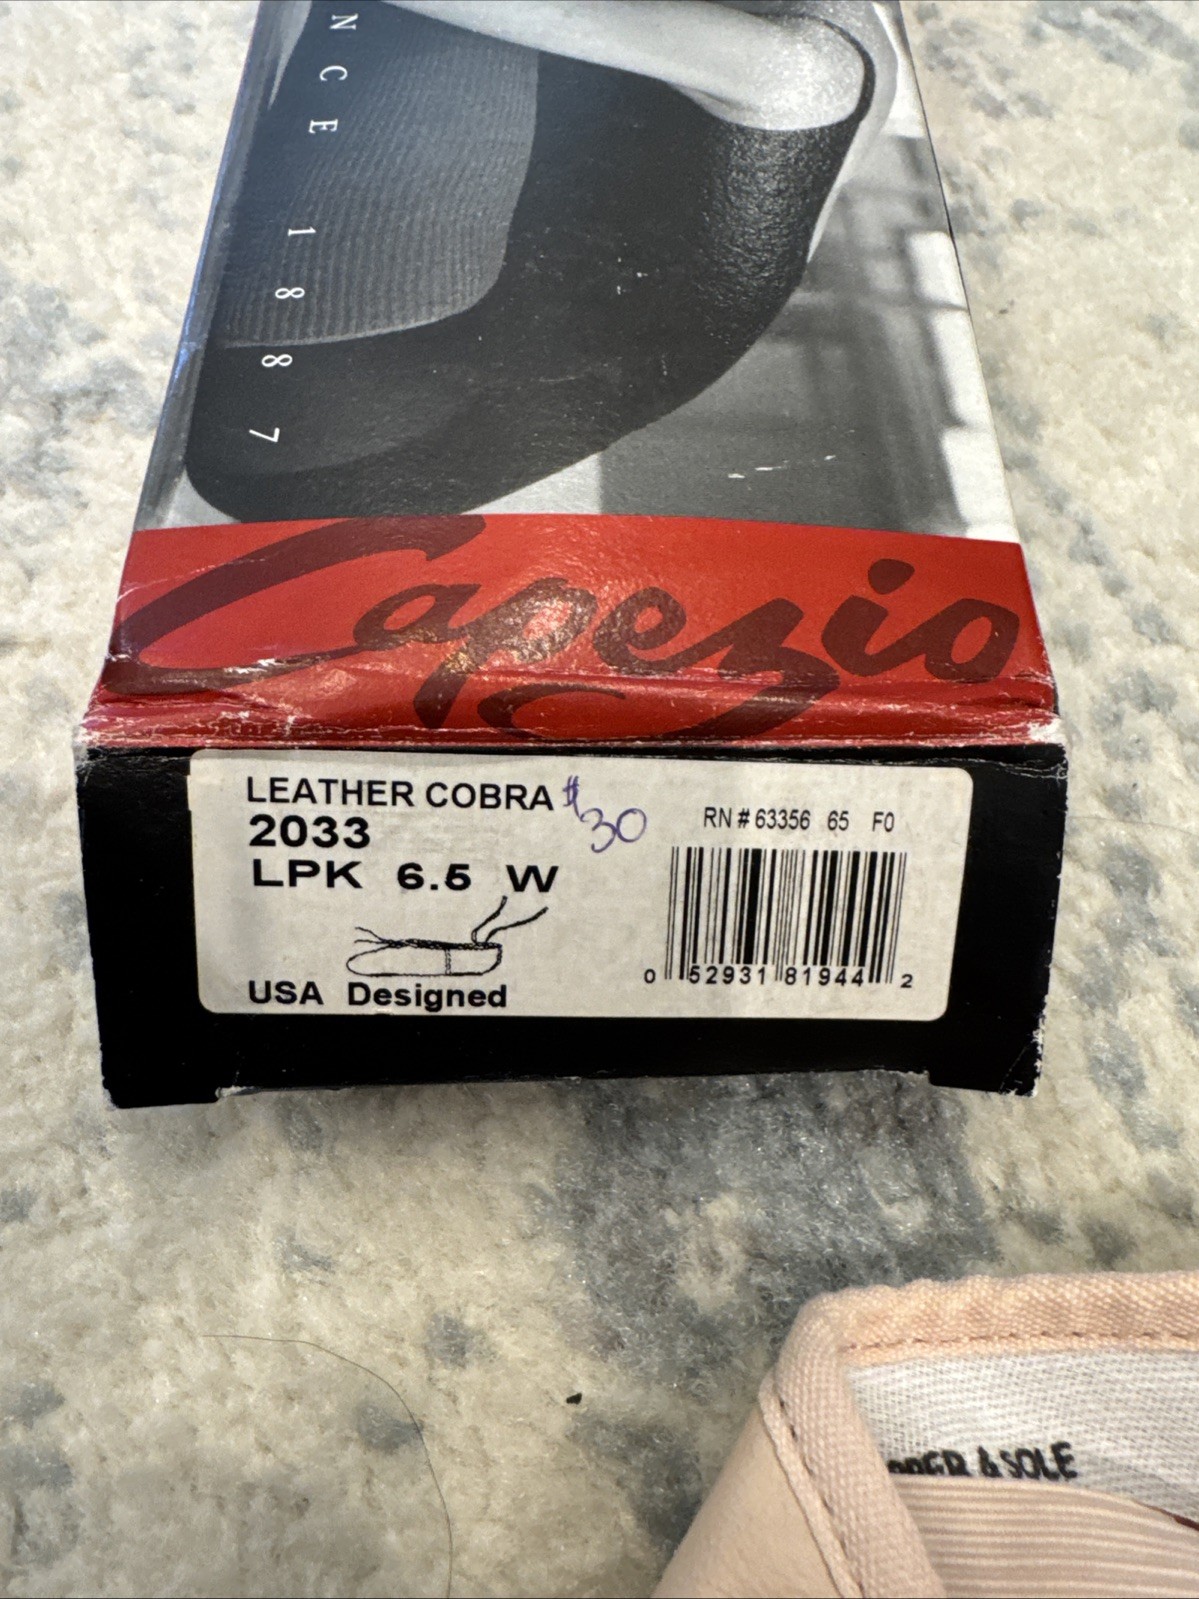 NCE 1887
Capezio
LEATHER COBRA $30
2033
LPK 6.5 W
USA Designed
RN # 63356 65 F0
0 52931 81944 2
& SOLE